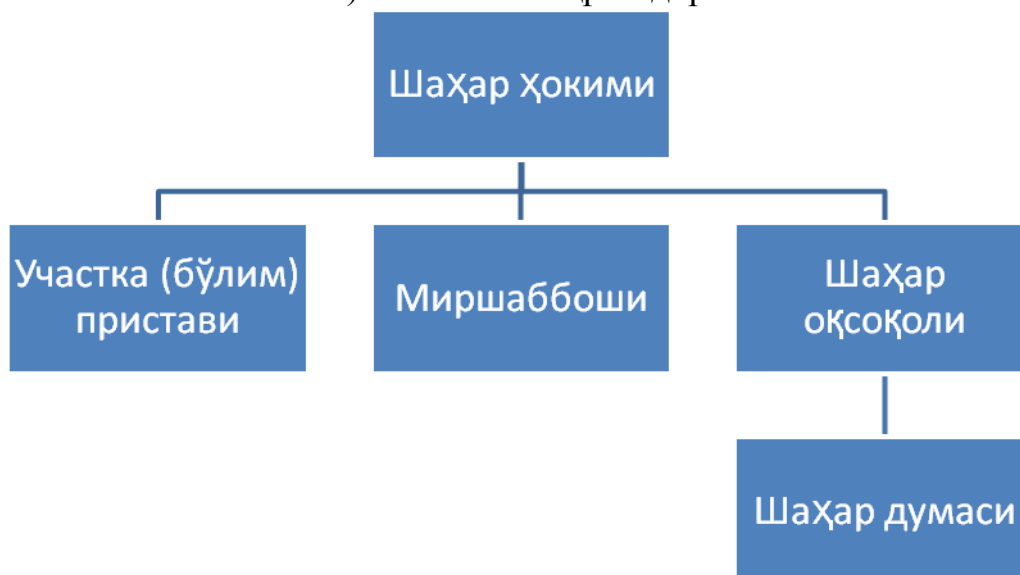 Шаҳар ҳокими
Участка (бўлим)
пристави
Миршаббоши
Шаҳар
оқсоқоли
Шаҳар думаси